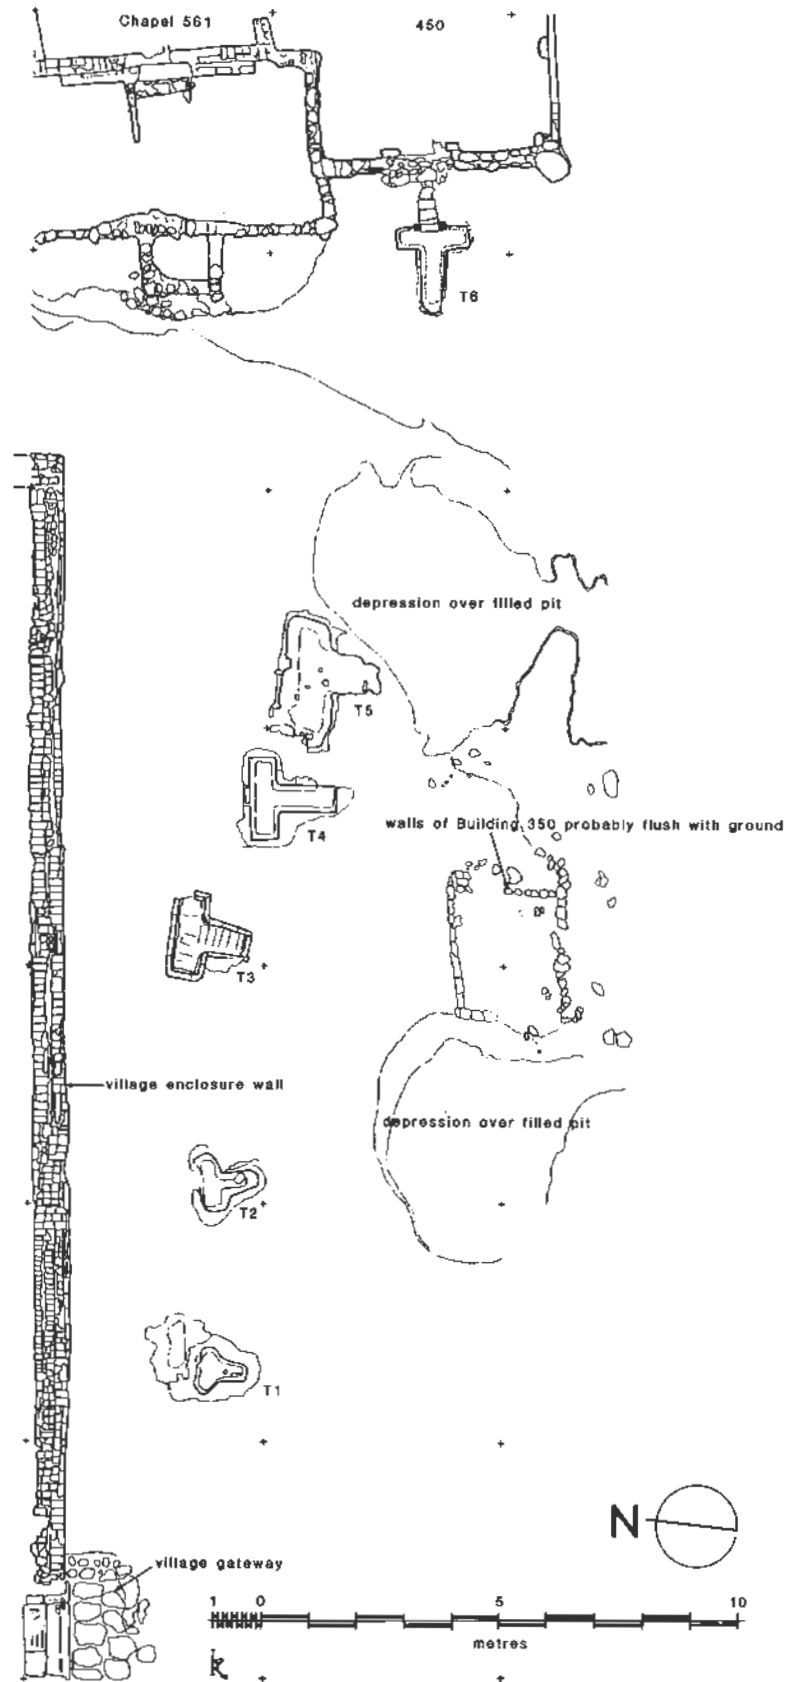 Chapel 561
450
T6
depression over filled pit
T5
T4
walls of Building 350 probably flush with ground
T3
village enclosure wall
depression over filled pit
T2
T1
N
village gateway
1 0 5 10
metres
k